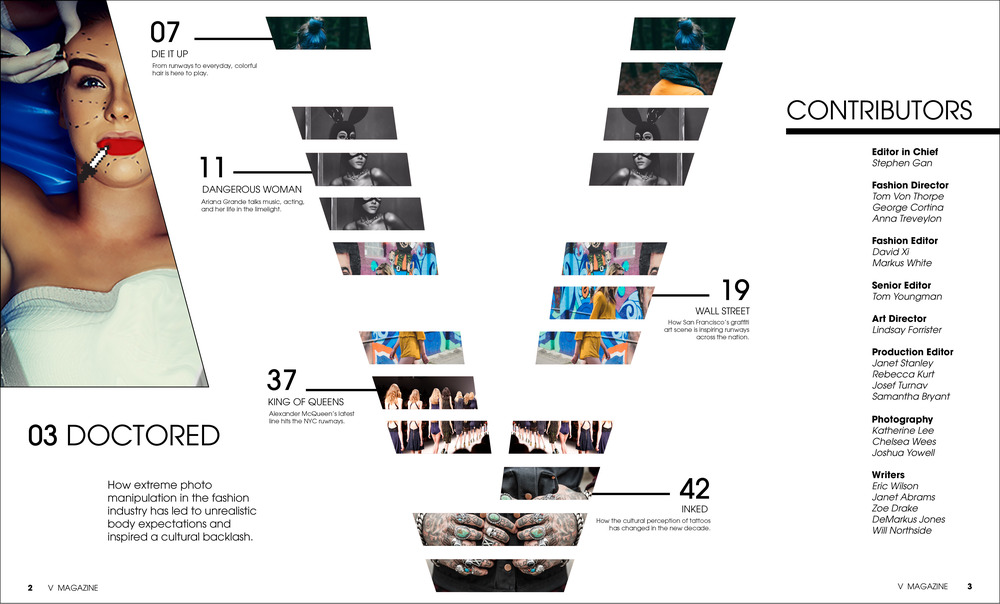 07
DIE IT UP
From runways to everyday, colorful
hair is here to play.
11
DANGEROUS WOMAN
Ariana Grande talks music, acting,
and her life in the limelight.
19
WALL STREET
How San Francisco's graffiti
art scene is inspiring runways
across the nation.
37
KING OF QUEENS
Alexander McQueen's latest
line hits the NYC runways.
03 DOCTORED
How extreme photo
manipulation in the fashion
industry has led to unrealistic
body expectations and
inspired a cultural backlash.
42
INKED
How the cultural perception of tattoos
has changed in the new decade.
2 V MAGAZINE
CONTRIBUTORS
Editor in Chief
Stephen Gan
Fashion Director
Tom Von Thorpe
George Cortina
Anna Treveylon
Fashion Editor
David Xi
Markus White
Senior Editor
Tom Youngman
Art Director
Lindsay Forrister
Production Editor
Janet Stanley
Rebecca Kurt
Josef Turnav
Samantha Bryant
Photography
Katherine Lee
Chelsea Wees
Joshua Yowell
Writers
Eric Wilson
Janet Abrams
Zoe Drake
DeMarkus Jones
Will Northside
V MAGAZINE 3